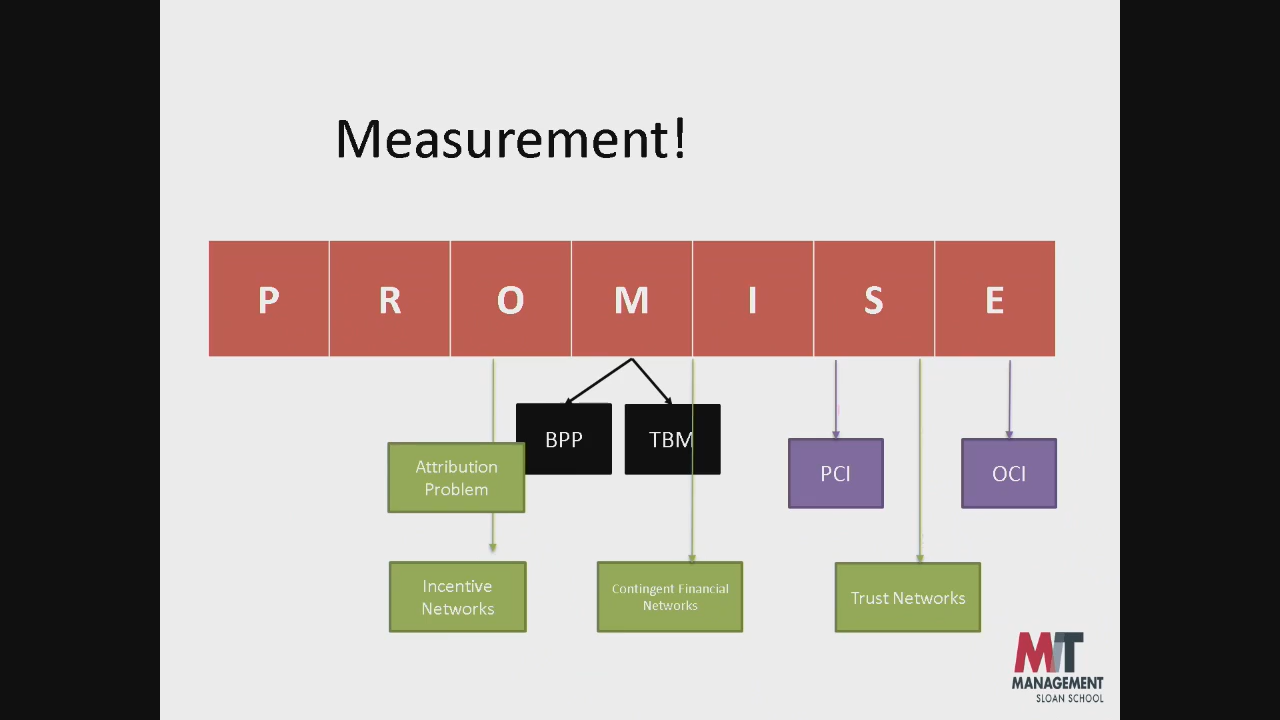 Measurement!
P R O M I S E
BPP TBM
Attribution
Problem
PCI OCI
Incentive
Networks
Contingent Financial
Networks
Trust Networks
MIT
MANAGEMENT
SLOAN SCHOOL